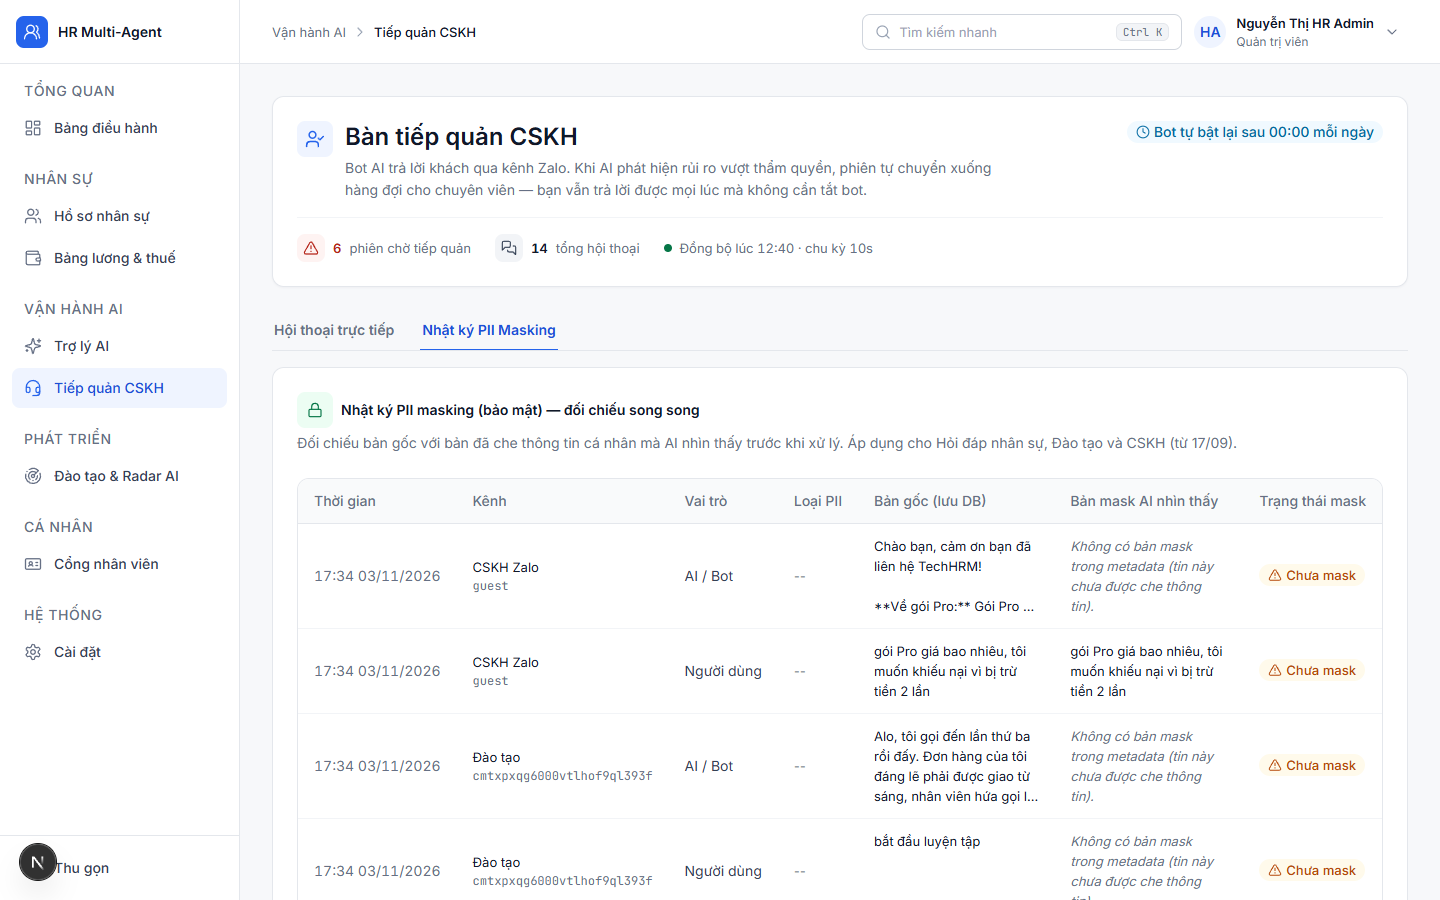 HR Multi-Agent
Vận hành AI > Tiếp quản CSKH
Tìm kiếm nhanh
Ctrl K
HA
Nguyễn Thị HR Admin
Quản trị viên
TỔNG QUAN
Bảng điều hành
NHÂN SỰ
Hồ sơ nhân sự
Bảng lương & thuế
VẬN HÀNH AI
Trợ lý AI
Tiếp quản CSKH
PHÁT TRIỂN
Đào tạo & Radar AI
CÁ NHÂN
Cổng nhân viên
HỆ THỐNG
Cài đặt
N
Thu gọn
Bàn tiếp quản CSKH
Bot tự bật lại sau 00:00 mỗi ngày
Bot AI trả lời khách qua kênh Zalo. Khi AI phát hiện rủi ro vượt thẩm quyền, phiên tự chuyển xuống
hàng đợi cho chuyên viên — bạn vẫn trả lời được mọi lúc mà không cần tắt bot.
6 phiên chờ tiếp quản
14 tổng hội thoại
Đồng bộ lúc 12:40 · chu kỳ 10s
Hội thoại trực tiếp
Nhật ký PII Masking
Nhật ký PII masking (bảo mật) — đối chiếu song song
Đối chiếu bản gốc với bản đã che thông tin cá nhân mà AI nhìn thấy trước khi xử lý. Áp dụng cho Hỏi đáp nhân sự, Đào tạo và CSKH (từ 17/09).
Thời gian
Kênh
Vai trò
Loại PII
Bản gốc (lưu DB)
Bản mask AI nhìn thấy
Trạng thái mask
17:34 03/11/2026
CSKH Zalo
guest
AI / Bot
--
Chào bạn, cảm ơn bạn đã
liên hệ TechHRM!
**Về gói Pro:** Gói Pro ...
Không có bản mask
trong metadata (tin này
chưa được che thông
tin).
Chưa mask
17:34 03/11/2026
CSKH Zalo
guest
Người dùng
--
gói Pro giá bao nhiêu, tôi
muốn khiếu nại vì bị trừ
tiền 2 lần
gói Pro giá bao nhiêu, tôi
muốn khiếu nại vì bị trừ
tiền 2 lần
Chưa mask
17:34 03/11/2026
Đào tạo
cmtxpxqg6000vtlhof9ql393f
AI / Bot
--
Alo, tôi gọi đến lần thứ ba
rồi đấy. Đơn hàng của tôi
đáng lẽ phải được giao từ
sáng, nhân viên hứa gọi l...
Không có bản mask
trong metadata (tin này
chưa được che thông
tin).
Chưa mask
17:34 03/11/2026
Đào tạo
cmtxpxqg6000vtlhof9ql393f
Người dùng
--
bắt đầu luyện tập
Không có bản mask
trong metadata (tin này
chưa được che thông
tin).
Chưa mask